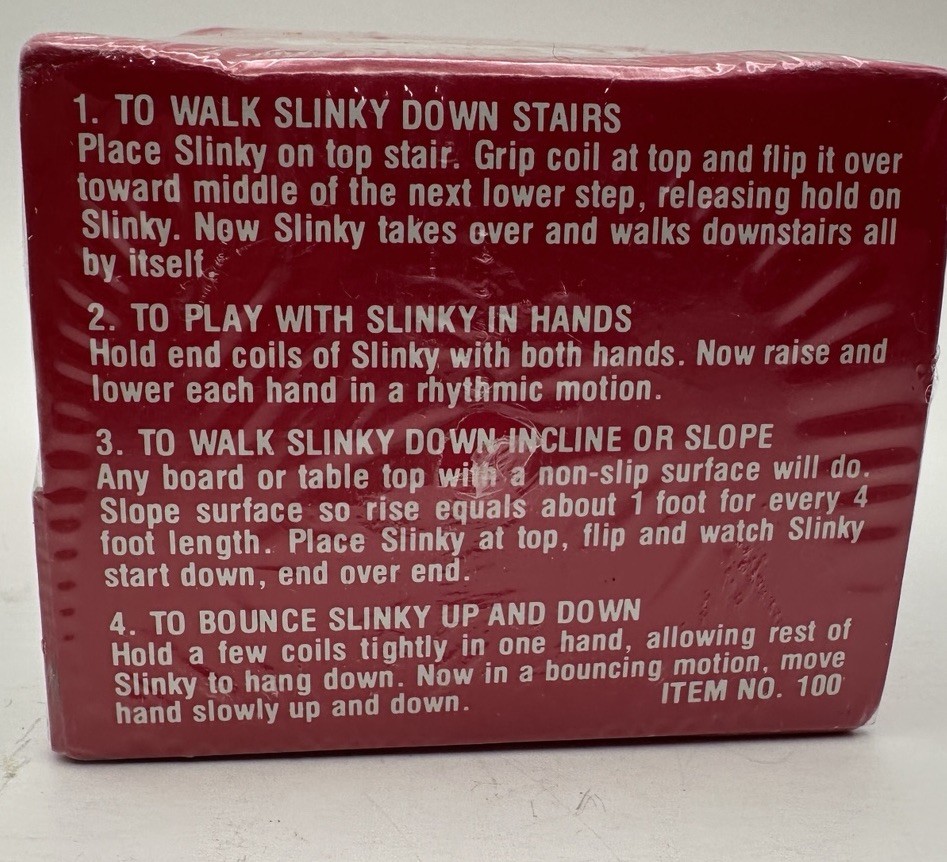 1. TO WALK SLINKY DOWN STAIRS
Place Slinky on top stair. Grip coil at top and flip it over
toward middle of the next lower step, releasing hold on
Slinky. Now Slinky takes over and walks downstairs all
by itself.
2. TO PLAY WITH SLINKY IN HANDS
Hold end coils of Slinky with both hands. Now raise and
lower each hand in a rhythmic motion.
3. TO WALK SLINKY DOWN INCLINE OR SLOPE
Any board or table top with a non-slip surface will do.
Slope surface so rise equals about 1 foot for every 4
foot length. Place Slinky at top, flip and watch Slinky
start down, end over end.
4. TO BOUNCE SLINKY UP AND DOWN
Hold a few coils tightly in one hand, allowing rest of
Slinky to hang down. Now in a bouncing motion, move
hand slowly up and down.
ITEM NO. 100